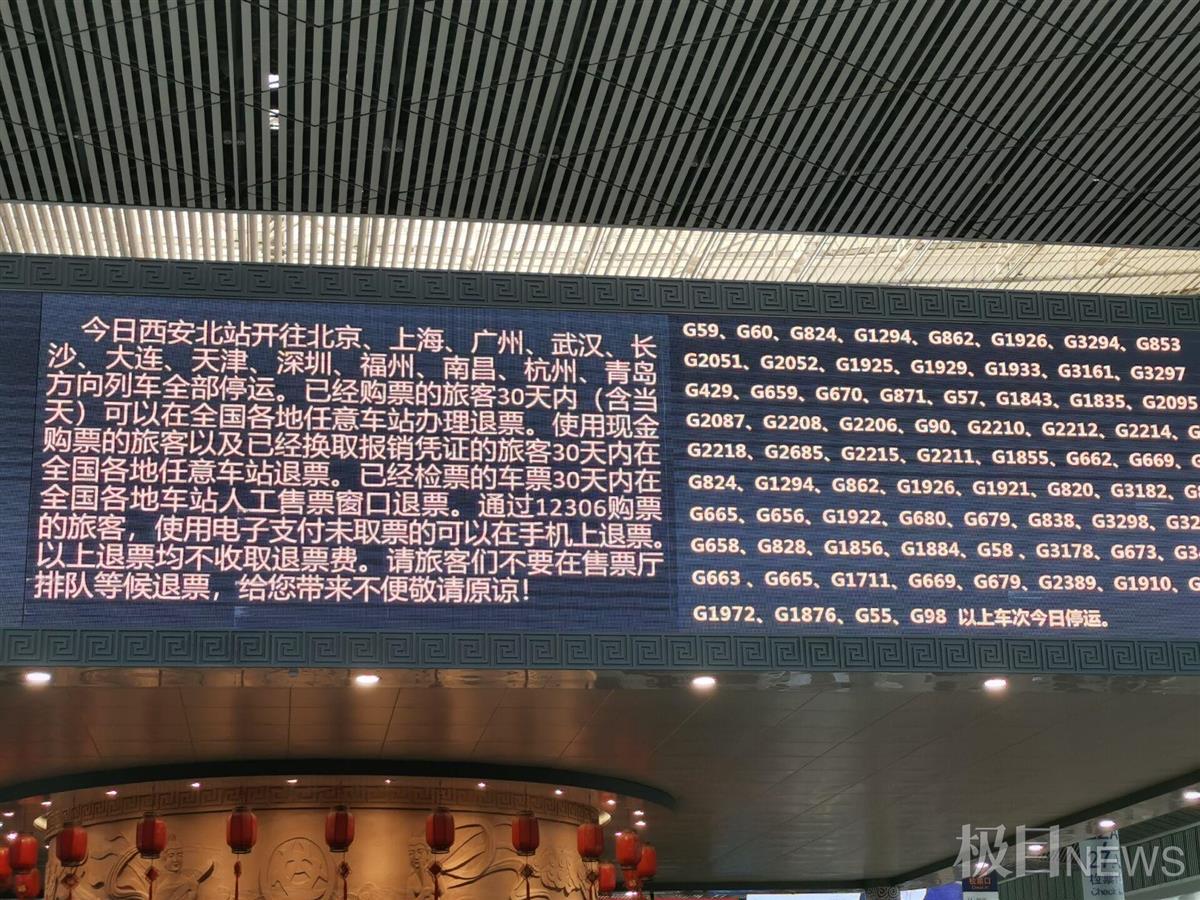 今日西安北站开往北京、上海、广州、武汉、长
沙、大连、天津、深圳、福州、南昌、杭州、青岛
方向列车全部停运。已经购票的旅客30天内（含当
天）可以在全国各地任意车站办理退票。使用现金
购票的旅客以及已经换取报销凭证的旅客30天内在
全国各地任意车站退票。已经检票的车票30天内在
全国各地车站人工售票窗口退票。通过12306购票
的旅客，使用电子支付未取票的可以在手机上退票。
以上退票均不收取退票费。请旅客们不要在售票厅
排队等候退票，给您带来不便敬请原谅！
G59、G60、G824、G1294、G862、G1926、G3294、G853
G2051、G2052、G1925、G1929、G1933、G3161、G3297
G429、G659、G670、G871、G57、G1843、G1835、G2095
G2087、G2208、G2206、G90、G2210、G2212、G2214、
G2218、G2685、G2215、G2211、G1855、G662、G669、
G824、G1294、G862、G1926、G1921、G820、G3182、
G665、G656、G1922、G680、G679、G838、G3298、
G658、G828、G1856、G1884、G58、G3178、G673、
G663、G665、G1711、G669、G679、G2389、G1910、
G1972、G1876、G55、G98 以上车次今日停运。
极目NEWS
检票口